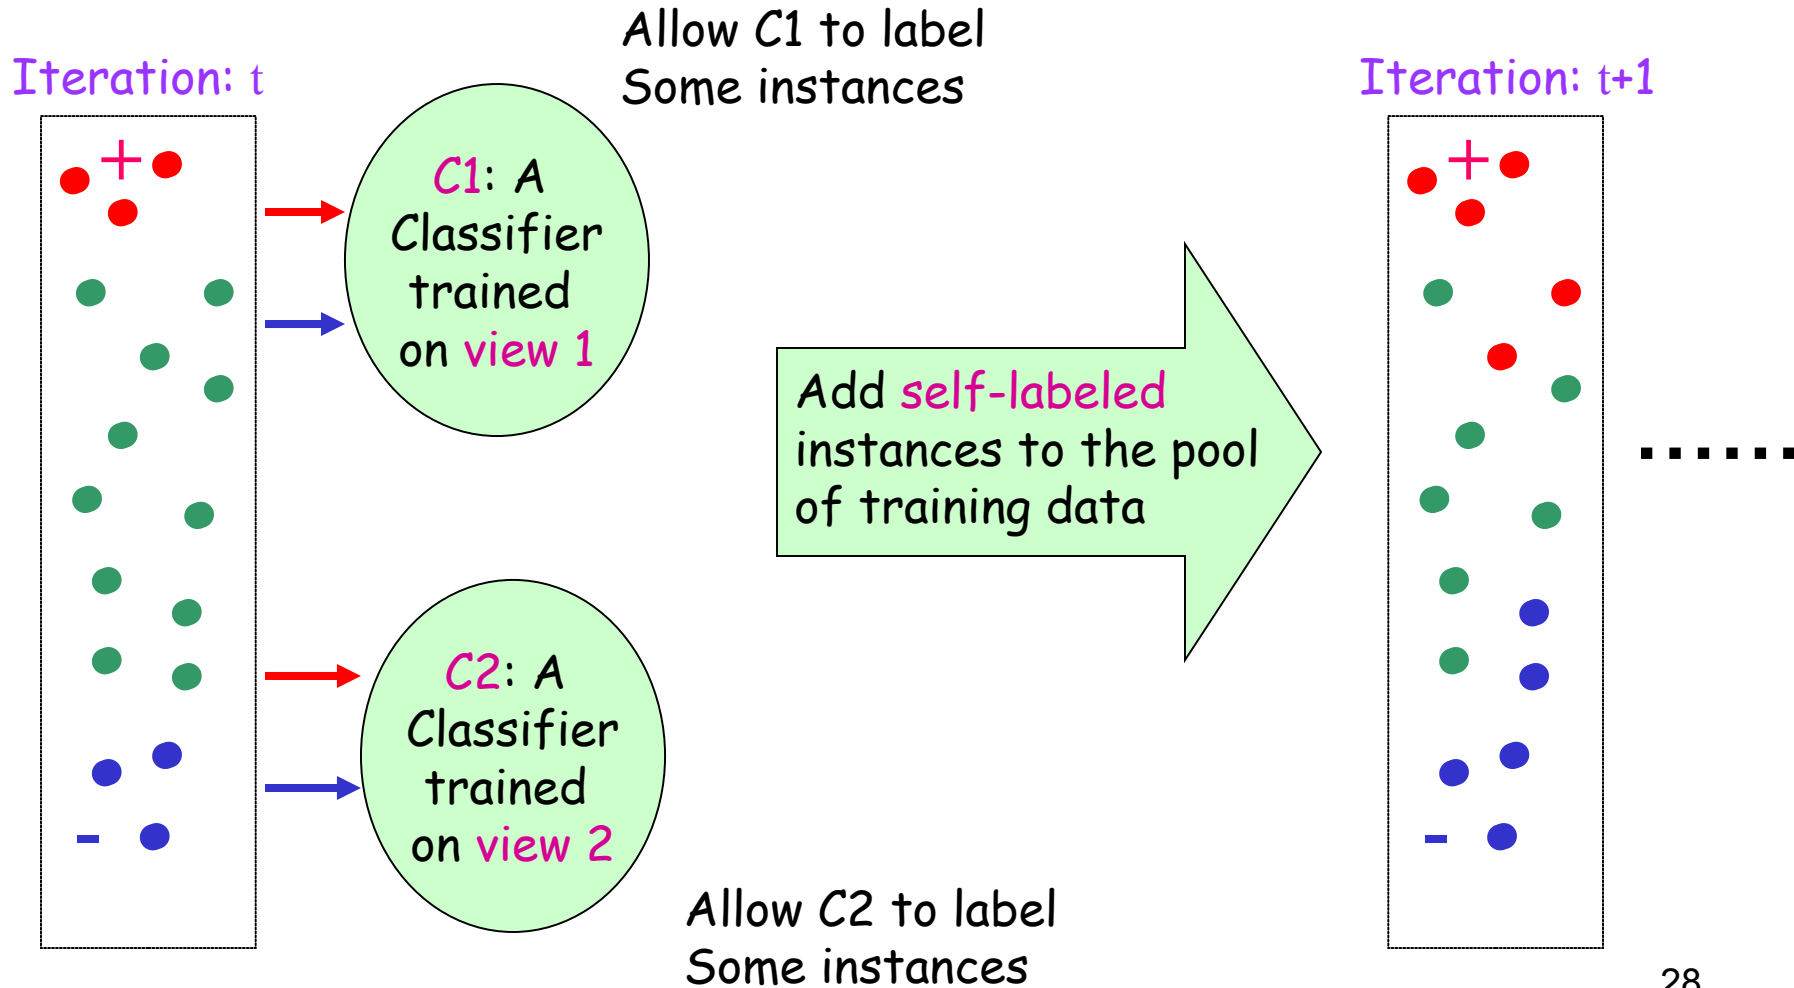 Allow C1 to label
Some instances
Iteration: t
Iteration: t+1
+
+
C1: A
Classifier
trained
on view 1
Add self-labeled
instances to the pool
of training data
......
C2: A
Classifier
trained
on view 2
-
-
Allow C2 to label
Some instances
28